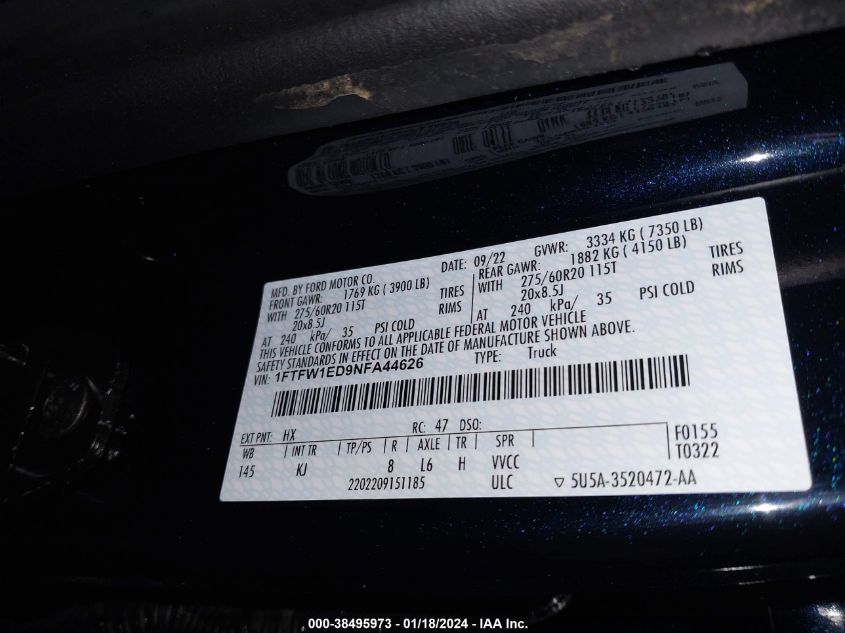 MFD. BY FORD MOTOR CO.
DATE: 09/22 GVWR: 3334 KG ( 7350 LB)
FRONT GAWR: 1769 KG ( 3900 LB)
WITH 275/60R20 115T TIRES
20x8.5J RIMS
AT 240 kPa/ 35 PSI COLD
REAR GAWR: 1882 KG ( 4150 LB)
WITH 275/60R20 115T TIRES
20x8.5J RIMS
AT 240 kPa/ 35 PSI COLD
THIS VEHICLE CONFORMS TO ALL APPLICABLE FEDERAL MOTOR VEHICLE
SAFETY STANDARDS IN EFFECT ON THE DATE OF MANUFACTURE SHOWN ABOVE.
VIN: 1FTFW1ED9NFA44626 TYPE: Truck
EXT PNT: HX RC: 47 DSO:
WB INT TR TP/PS R AXLE TR SPR
145 KJ 8 L6 H VVCC
2202209151185 ULC
F0155
T0322
▽ 5U5A-3520472-AA
000-38495973 - 01/18/2024 - IAA Inc.